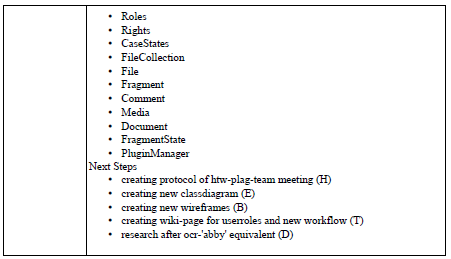 • Roles
• Rights
• CaseStates
• FileCollection
• File
• Fragment
• Comment
• Media
• Document
• FragmentState
• PluginManager
Next Steps
• creating protocol of htw-plag-team meeting (H)
• creating new classdiagram (E)
• creating new wireframes (B)
• creating wiki-page for userroles and new workflow (T)
• research after ocr-'abby' equivalent (D)